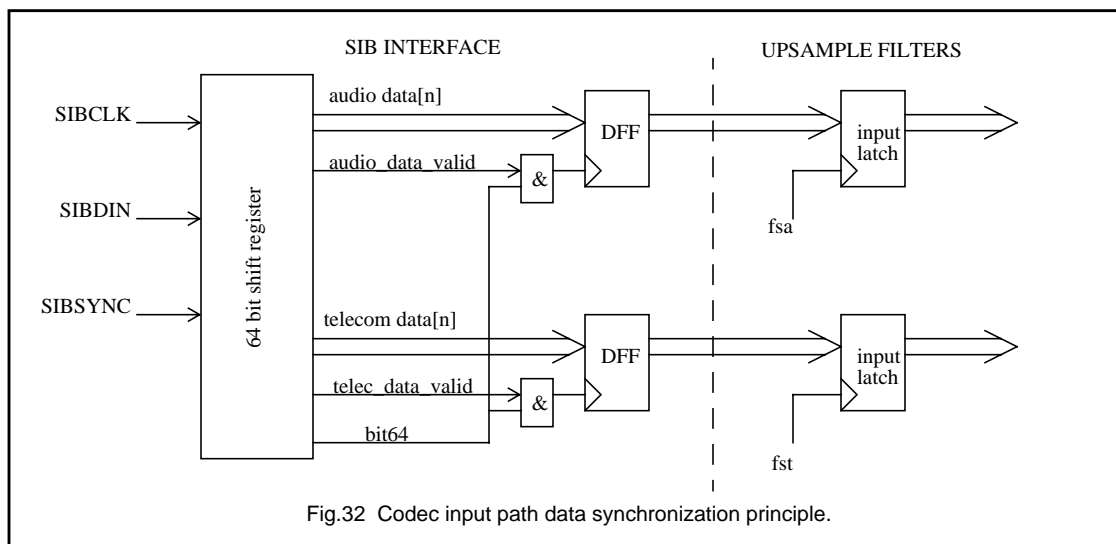 SIB INTERFACE
UPSAMPLE FILTERS
SIBCLK
SIBDIN
SIBSYNC
64 bit shift register
audio data[n]
audio_data_valid
&
DFF
input
latch
fsa
telecom data[n]
telec_data_valid
bit64
&
DFF
input
latch
fst
Fig.32 Codec input path data synchronization principle.